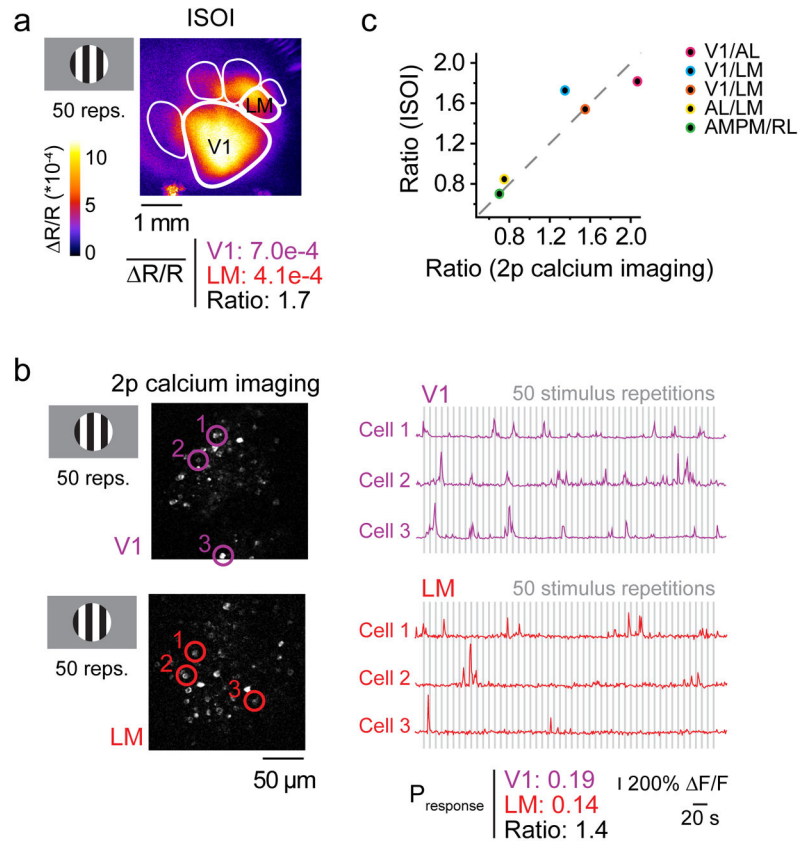 a
ISOI
50 reps.
V1
LM
10
5
0
ΔR/R (*10⁻⁴)
1 mm
ΔR/R
V1: 7.0e-4
LM: 4.1e-4
Ratio: 1.7
c
2.0
1.6
1.2
0.8
0.8 1.2 1.6 2.0
Ratio (ISOI)
Ratio (2p calcium imaging)
V1/AL
V1/LM
V1/LM
AL/LM
AMPM/RL
b
2p calcium imaging
50 reps.
1
2
3
V1
V1
50 stimulus repetitions
Cell 1
Cell 2
Cell 3
50 reps.
1
2
3
LM
50 µm
LM
50 stimulus repetitions
Cell 1
Cell 2
Cell 3
Presponse
V1: 0.19
LM: 0.14
Ratio: 1.4
200% ΔF/F
20 s